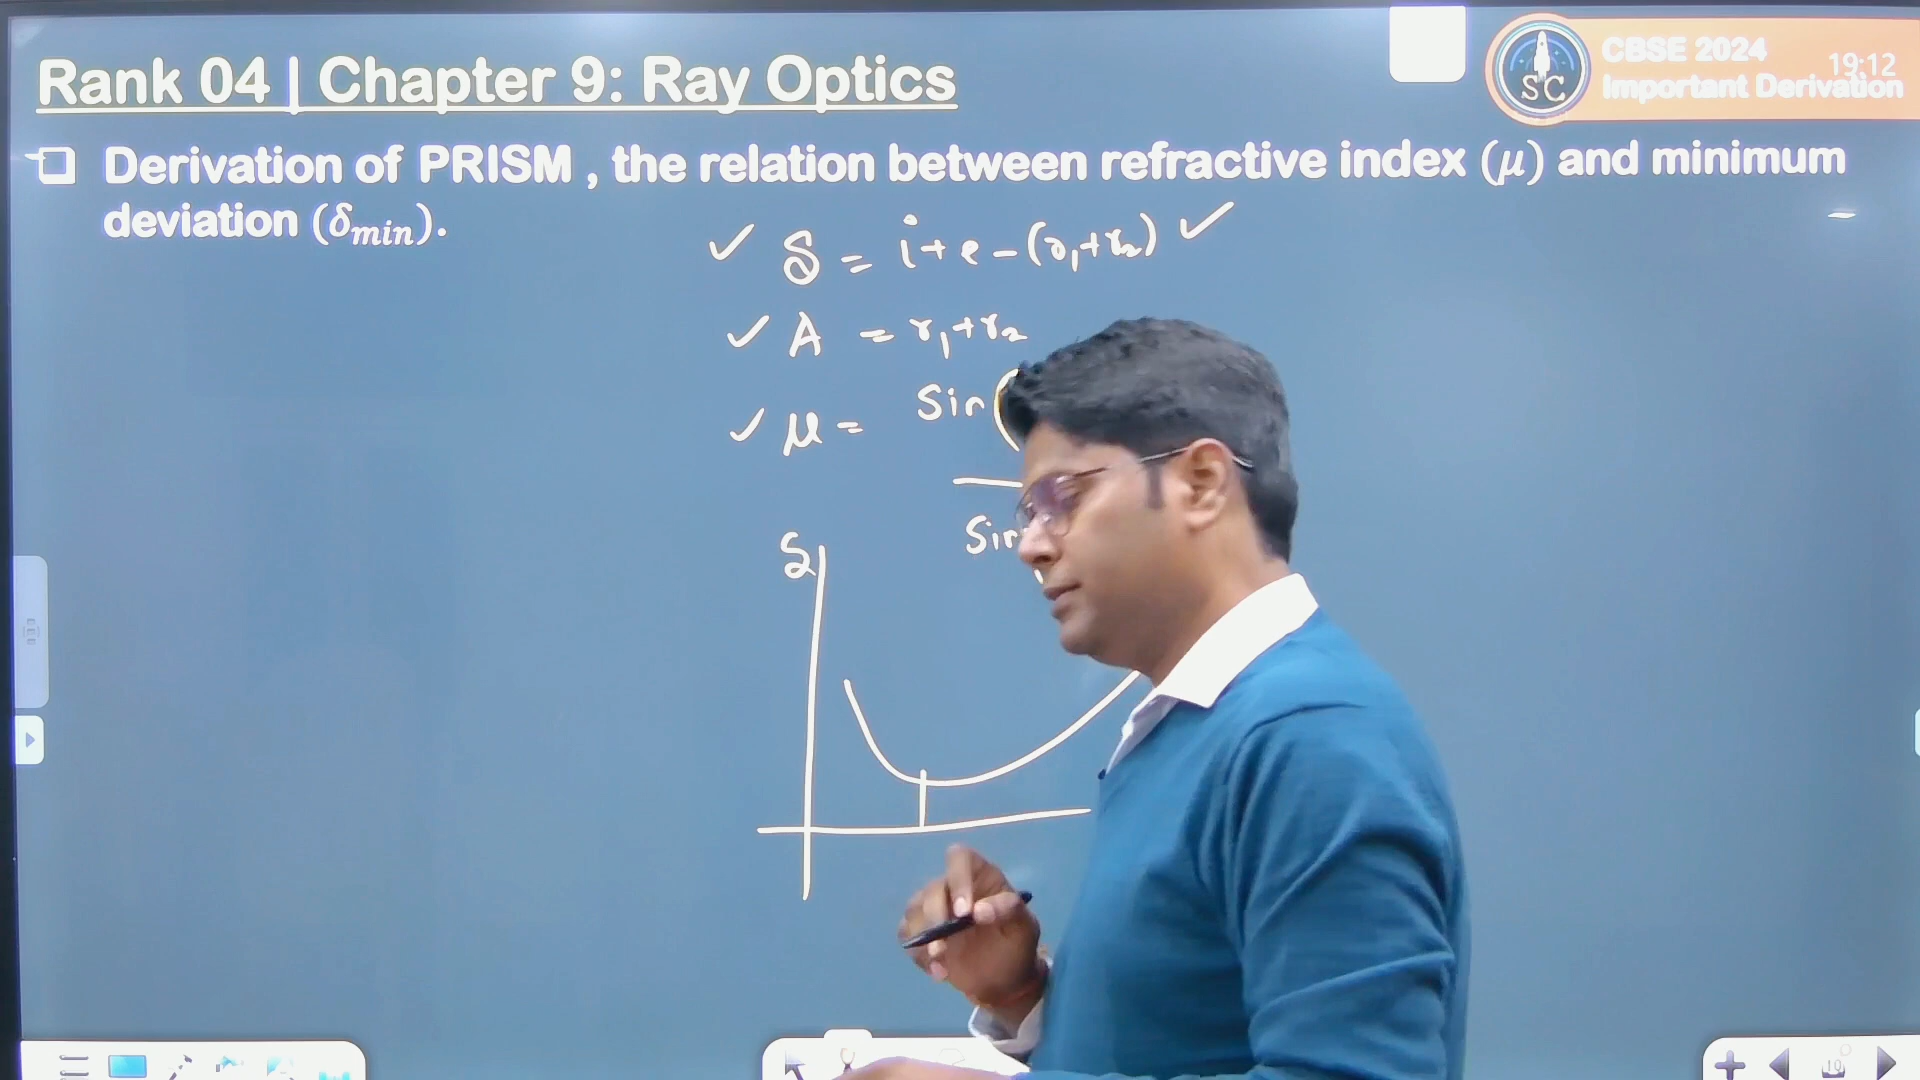 Rank 04 | Chapter 9: Ray Optics
CBSE 2024
19:12
Important Derivation
SC
❑ Derivation of PRISM , the relation between refractive index (μ) and minimum
deviation (δmin).
✓ δ = i + e - (r₁+r₂) ✓
✓ A = r₁+r₂
✓ μ = Sin(
Sin
δ
10